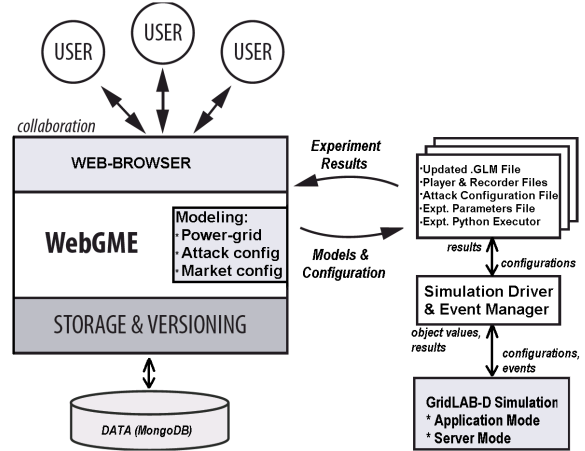 USER
USER
USER
collaboration
WEB-BROWSER
WebGME
Modeling:
* Power-grid
* Attack config
* Market config
STORAGE & VERSIONING
DATA (MongoDB)
Experiment
Results
Models &
Configuration
·Updated .GLM File
·Player & Recorder Files
·Attack Configuration File
·Expt. Parameters File
·Expt. Python Executor
results
configurations
Simulation Driver
& Event Manager
object values,
results
configurations,
events
GridLAB-D Simulation
* Application Mode
* Server Mode